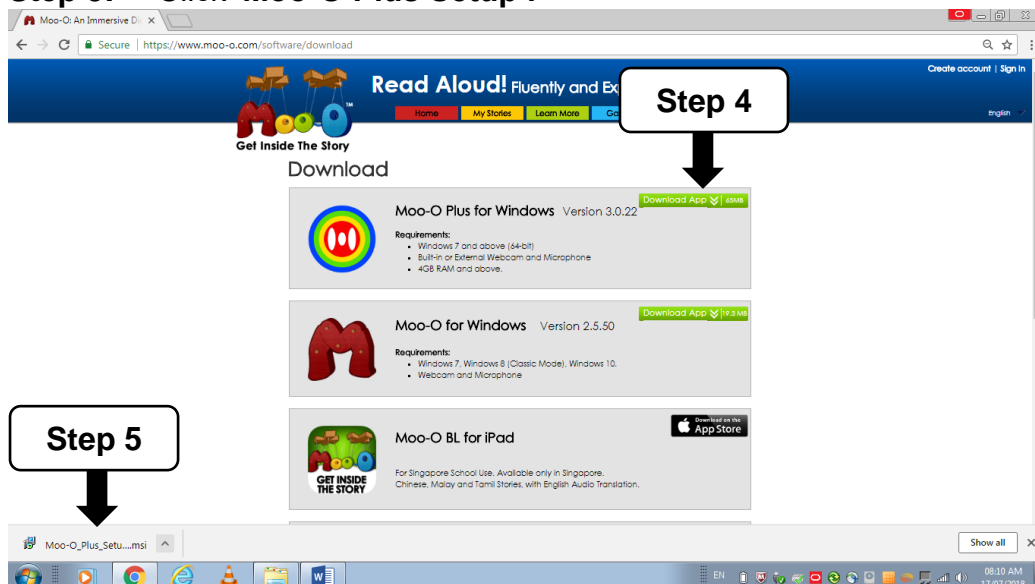 Moo-O: An Immersive Di
Secure | https://www.moo-o.com/software/download
Create account | Sign In
Read Aloud! Fluently and Ex
Step 4
Home My Stories Learn More Ga
English
Moo-O™
Get Inside The Story
Download
Download App 65MB
Moo-O Plus for Windows Version 3.0.22
Requirements:
• Windows 7 and above (64-bit)
• Built-in or External Webcam and Microphone
• 4GB RAM and above.
Download App 19.3 MB
Moo-O for Windows Version 2.5.50
Requirements:
• Windows 7, Windows 8 (Classic Mode), Windows 10.
• Webcam and Microphone
Download on the
App Store
Moo-O BL for iPad
Moo-O
GET INSIDE
THE STORY
For Singapore School Use. Available only in Singapore.
Chinese, Malay and Tamil Stories, with English Audio Translation.
Step 5
Moo-O_Plus_Setu....msi
Show all
EN
08:10 AM